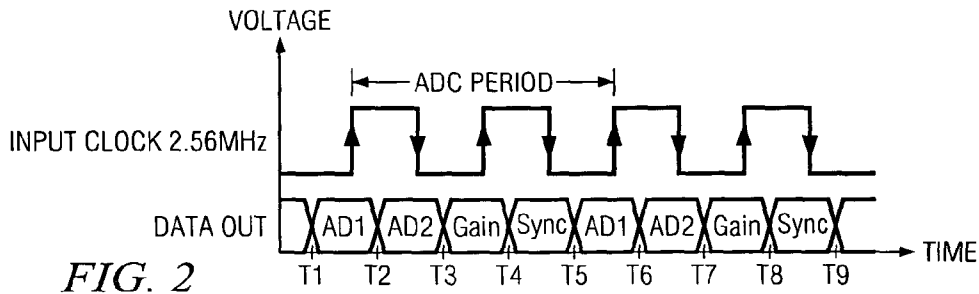 VOLTAGE
ADC PERIOD
INPUT CLOCK 2.56MHz
DATA OUT AD1 AD2 Gain Sync AD1 AD2 Gain Sync
TIME
T1 T2 T3 T4 T5 T6 T7 T8 T9
FIG. 2